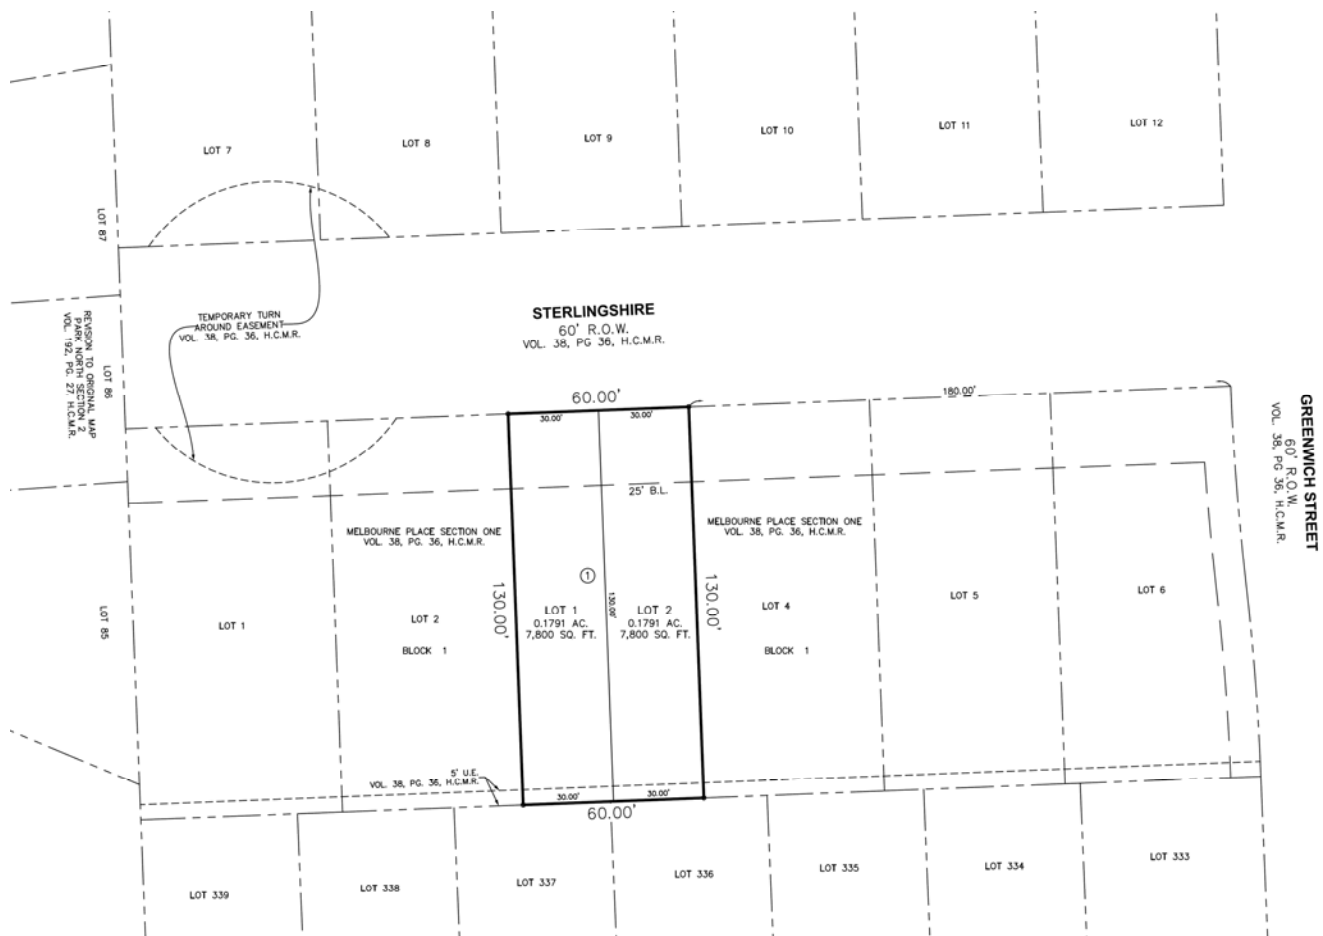 LOT 7
LOT 8
LOT 9
LOT 10
LOT 11
LOT 12
LOT 87
TEMPORARY TURN
AROUND EASEMENT
VOL. 38, PG. 36, H.C.M.R.
STERLINGSHIRE
60' R.O.W.
VOL. 38, PG 36, H.C.M.R.
REVISION TO ORIGINAL MAP
PARK NORTH SECTION 2
VOL. 192, PG. 27, H.C.M.R.
LOT 86
60.00'
30.00'
30.00'
180.00'
GREENWICH STREET
60' R.O.W.
VOL. 38, PG 36, H.C.M.R.
25' B.L.
MELBOURNE PLACE SECTION ONE
VOL. 38, PG. 36, H.C.M.R.
MELBOURNE PLACE SECTION ONE
VOL. 38, PG. 36, H.C.M.R.
1
130.00'
130.00'
130.00'
LOT 85
LOT 1
LOT 2
BLOCK 1
LOT 1
0.1791 AC.
7,800 SQ. FT.
LOT 2
0.1791 AC.
7,800 SQ. FT.
LOT 4
BLOCK 1
LOT 5
LOT 6
5' U.E.
VOL. 38, PG. 36, H.C.M.R.
30.00'
30.00'
60.00'
LOT 339
LOT 338
LOT 337
LOT 336
LOT 335
LOT 334
LOT 333